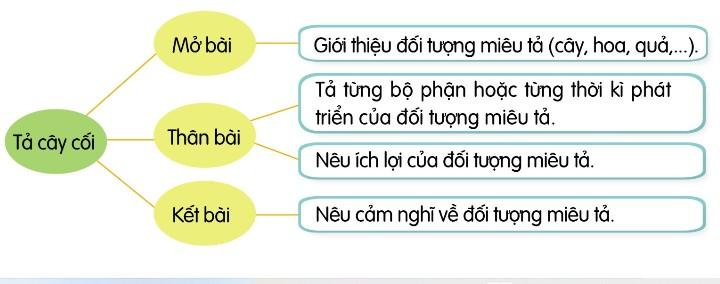 Tả cây cối
Mở bài
Giới thiệu đối tượng miêu tả (cây, hoa, quả,...).
Thân bài
Tả từng bộ phận hoặc từng thời kì phát
triển của đối tượng miêu tả.
Nêu ích lợi của đối tượng miêu tả.
Kết bài
Nêu cảm nghĩ về đối tượng miêu tả.